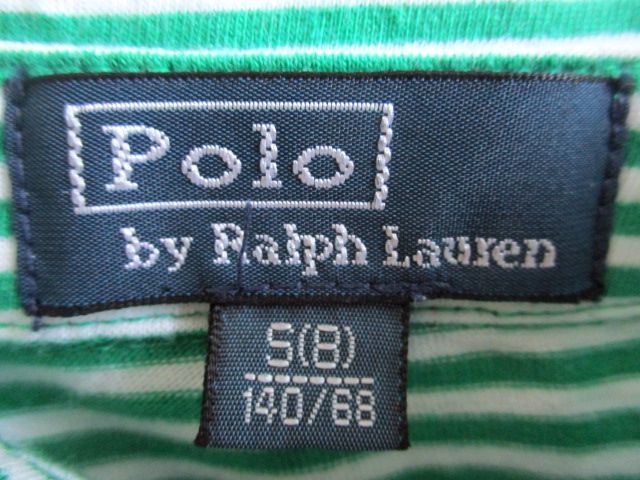 Polo
by Ralph Lauren
S(8)
140/68